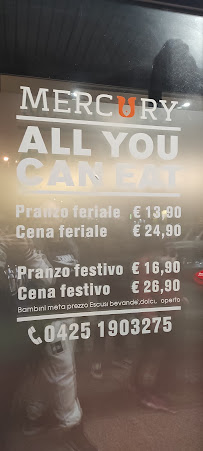 MERCURY
ALL YOU
CAN EAT
Pranzo feriale € 13,90
Cena feriale € 24,90
Pranzo festivo € 16,90
Cena festivo € 26,90
Bambini metà prezzo Escusi bevande, dolci, coperto
0425 1903275